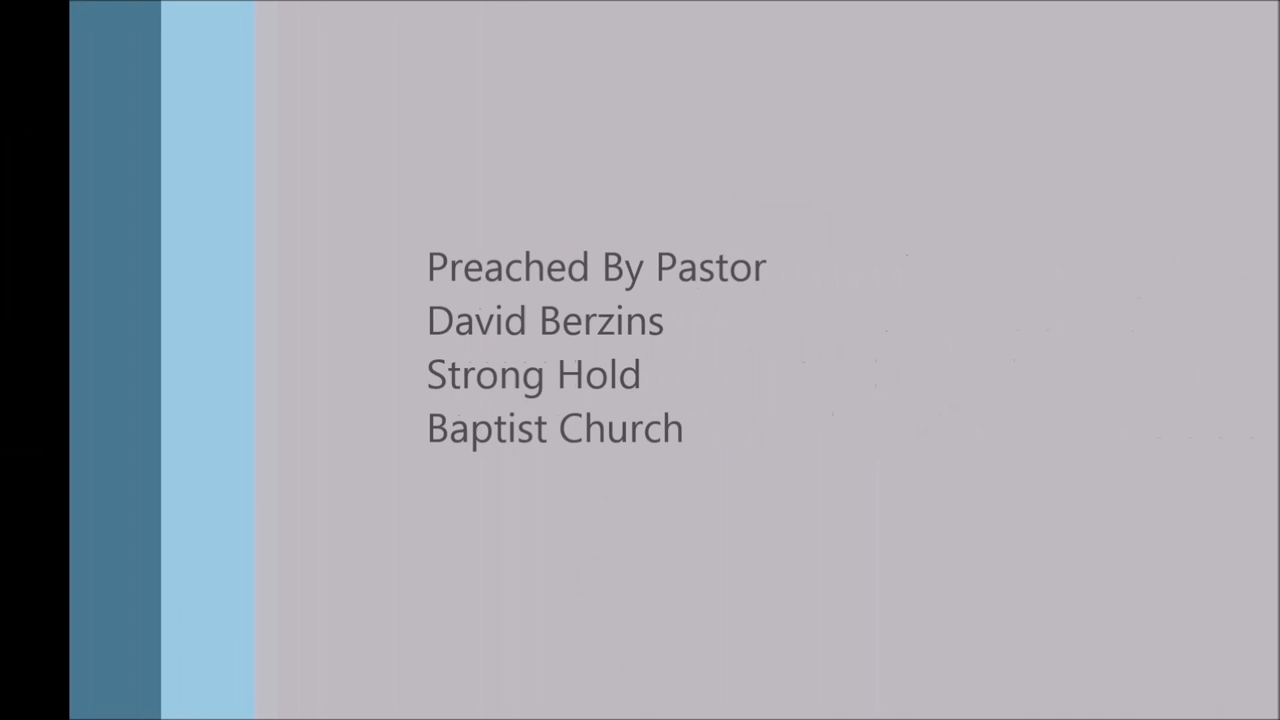 Preached By Pastor
David Berzins
Strong Hold
Baptist Church